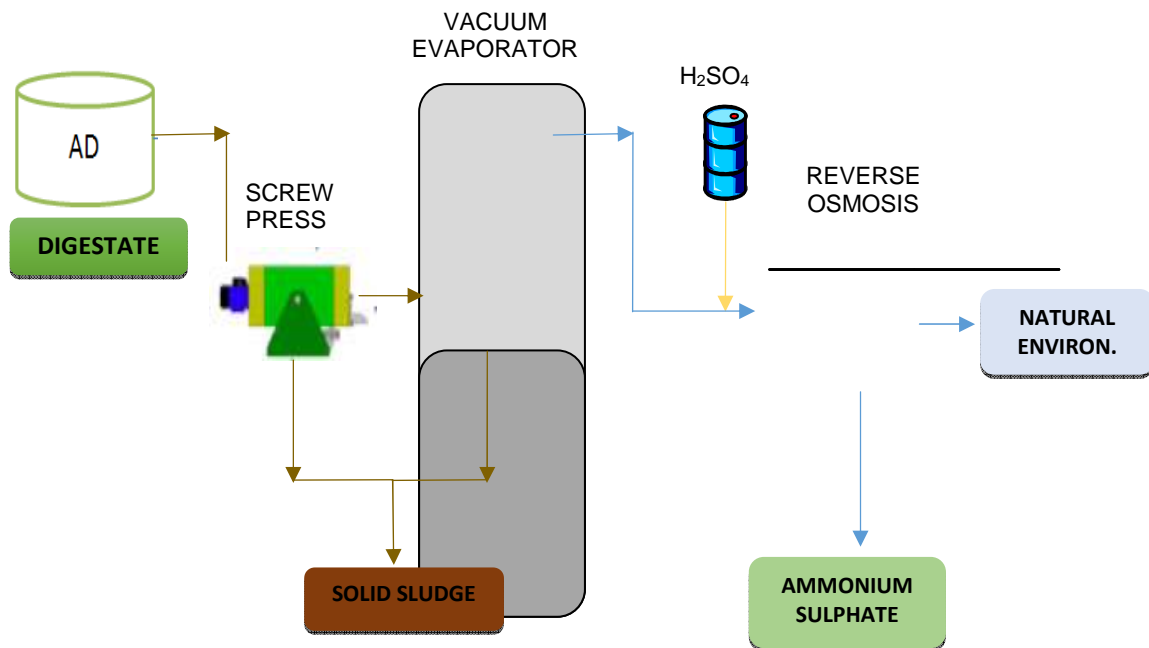 VACUUM
EVAPORATOR
H₂SO₄
AD
SCREW
PRESS
REVERSE
OSMOSIS
DIGESTATE
NATURAL
ENVIRON.
SOLID SLUDGE
AMMONIUM
SULPHATE